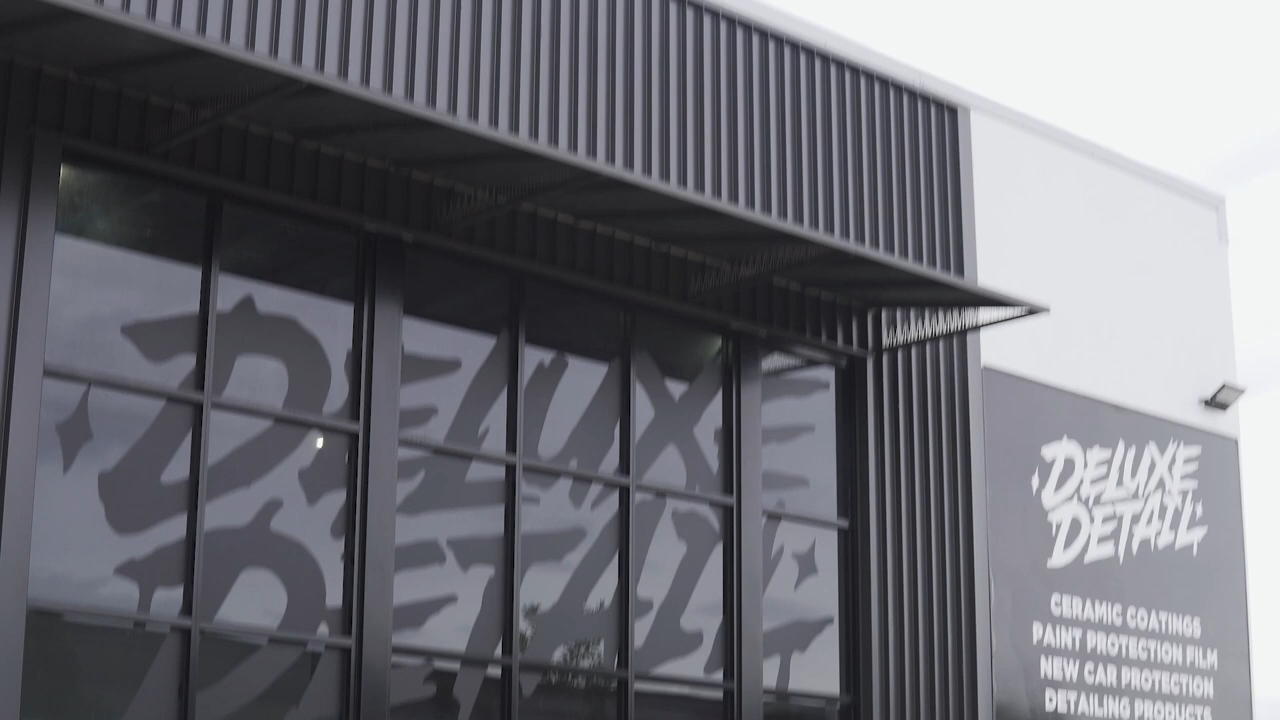 DELUXE
DETAIL
DELUXE
DETAIL
CERAMIC COATINGS
PAINT PROTECTION FILM
NEW CAR PROTECTION
DETAILING PRODUCTS